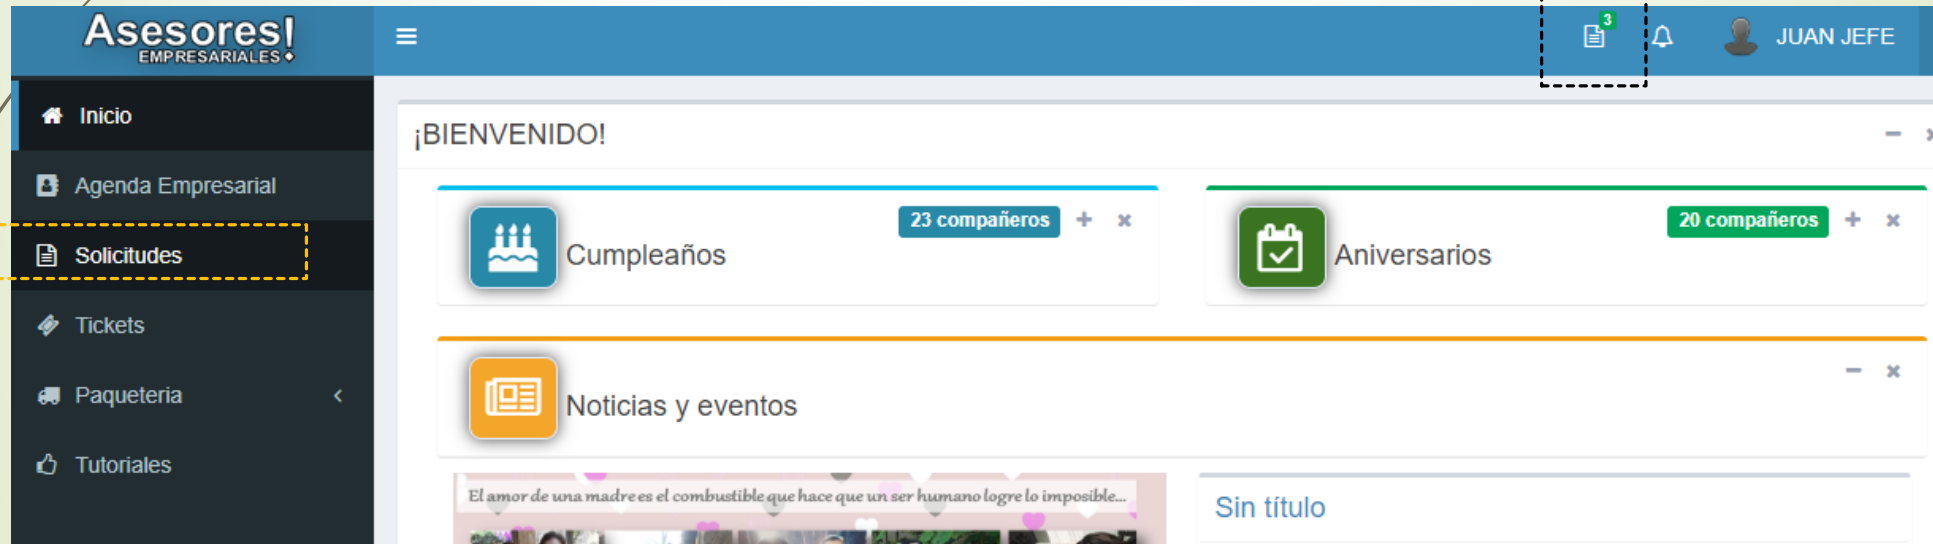 Asesores!
EMPRESARIALES
3
JUAN JEFE
Inicio
¡BIENVENIDO!
Agenda Empresarial
23 compañeros
20 compañeros
Solicitudes
Cumpleaños
Aniversarios
Tickets
Paqueteria
Noticias y eventos
Tutoriales
El amor de una madre es el combustible que hace que un ser humano logre lo imposible...
Sin título